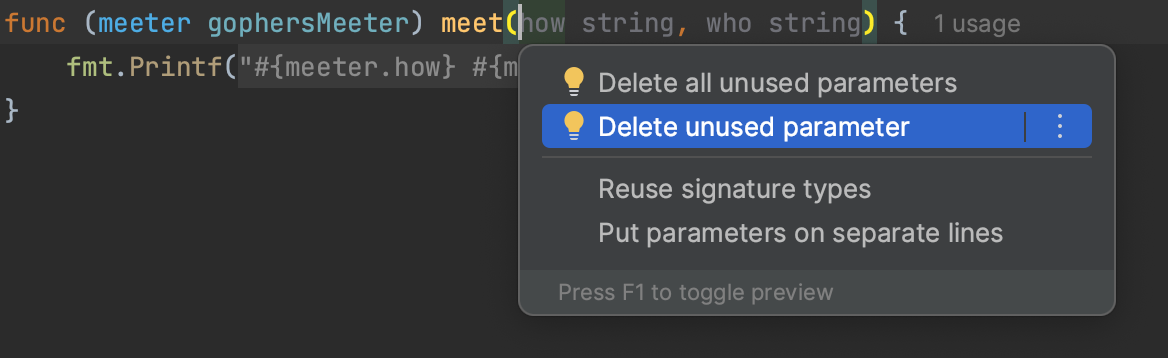 func (meeter gophersMeeter) meet(how string, who string) { 1 usage
fmt.Printf("#{meeter.how} #{m
}
Delete all unused parameters
Delete unused parameter
Reuse signature types
Put parameters on separate lines
Press F1 to toggle preview